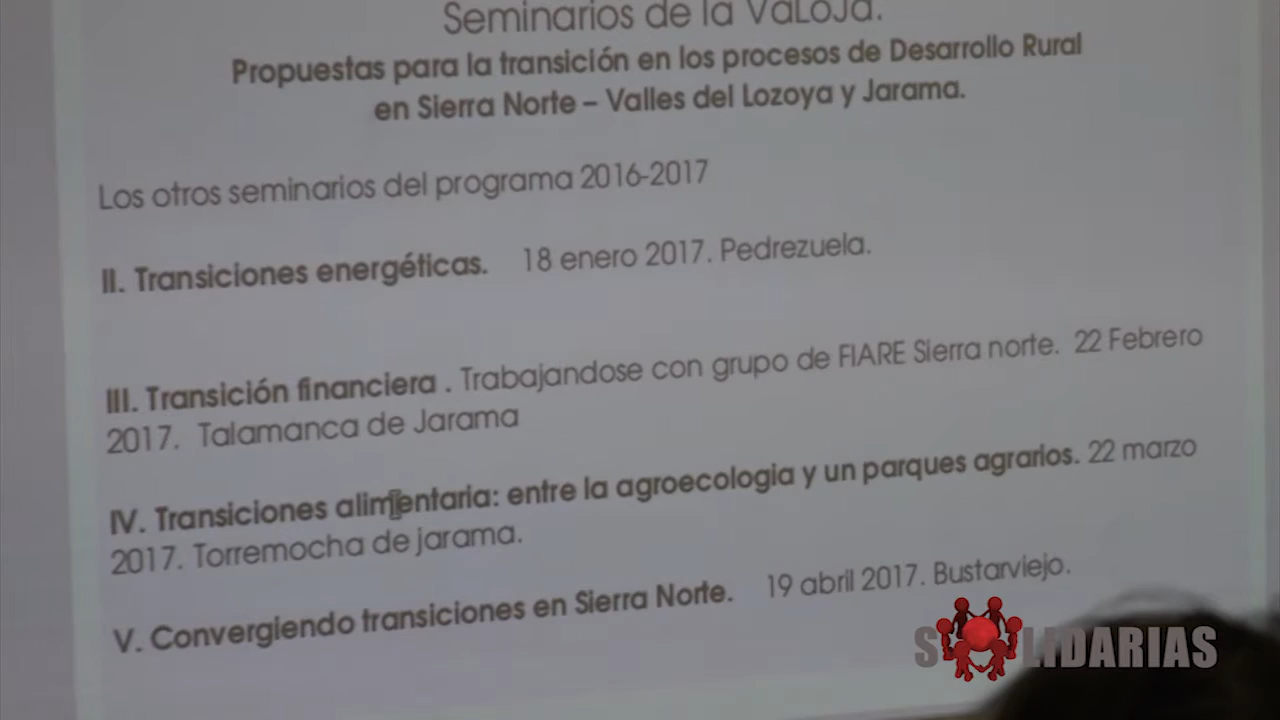 Seminarios de la VaLoJa.
Propuestas para la transición en los procesos de Desarrollo Rural
en Sierra Norte – Valles del Lozoya y Jarama.
Los otros seminarios del programa 2016-2017
II. Transiciones energéticas. 18 enero 2017. Pedrezuela.
III. Transición financiera . Trabajandose con grupo de FIARE Sierra norte. 22 Febrero
2017. Talamanca de Jarama
IV. Transiciones alimentaria: entre la agroecologia y un parques agrarios. 22 marzo
2017. Torremocha de jarama.
V. Convergiendo transiciones en Sierra Norte. 19 abril 2017. Bustarviejo.
SOLIDARIAS